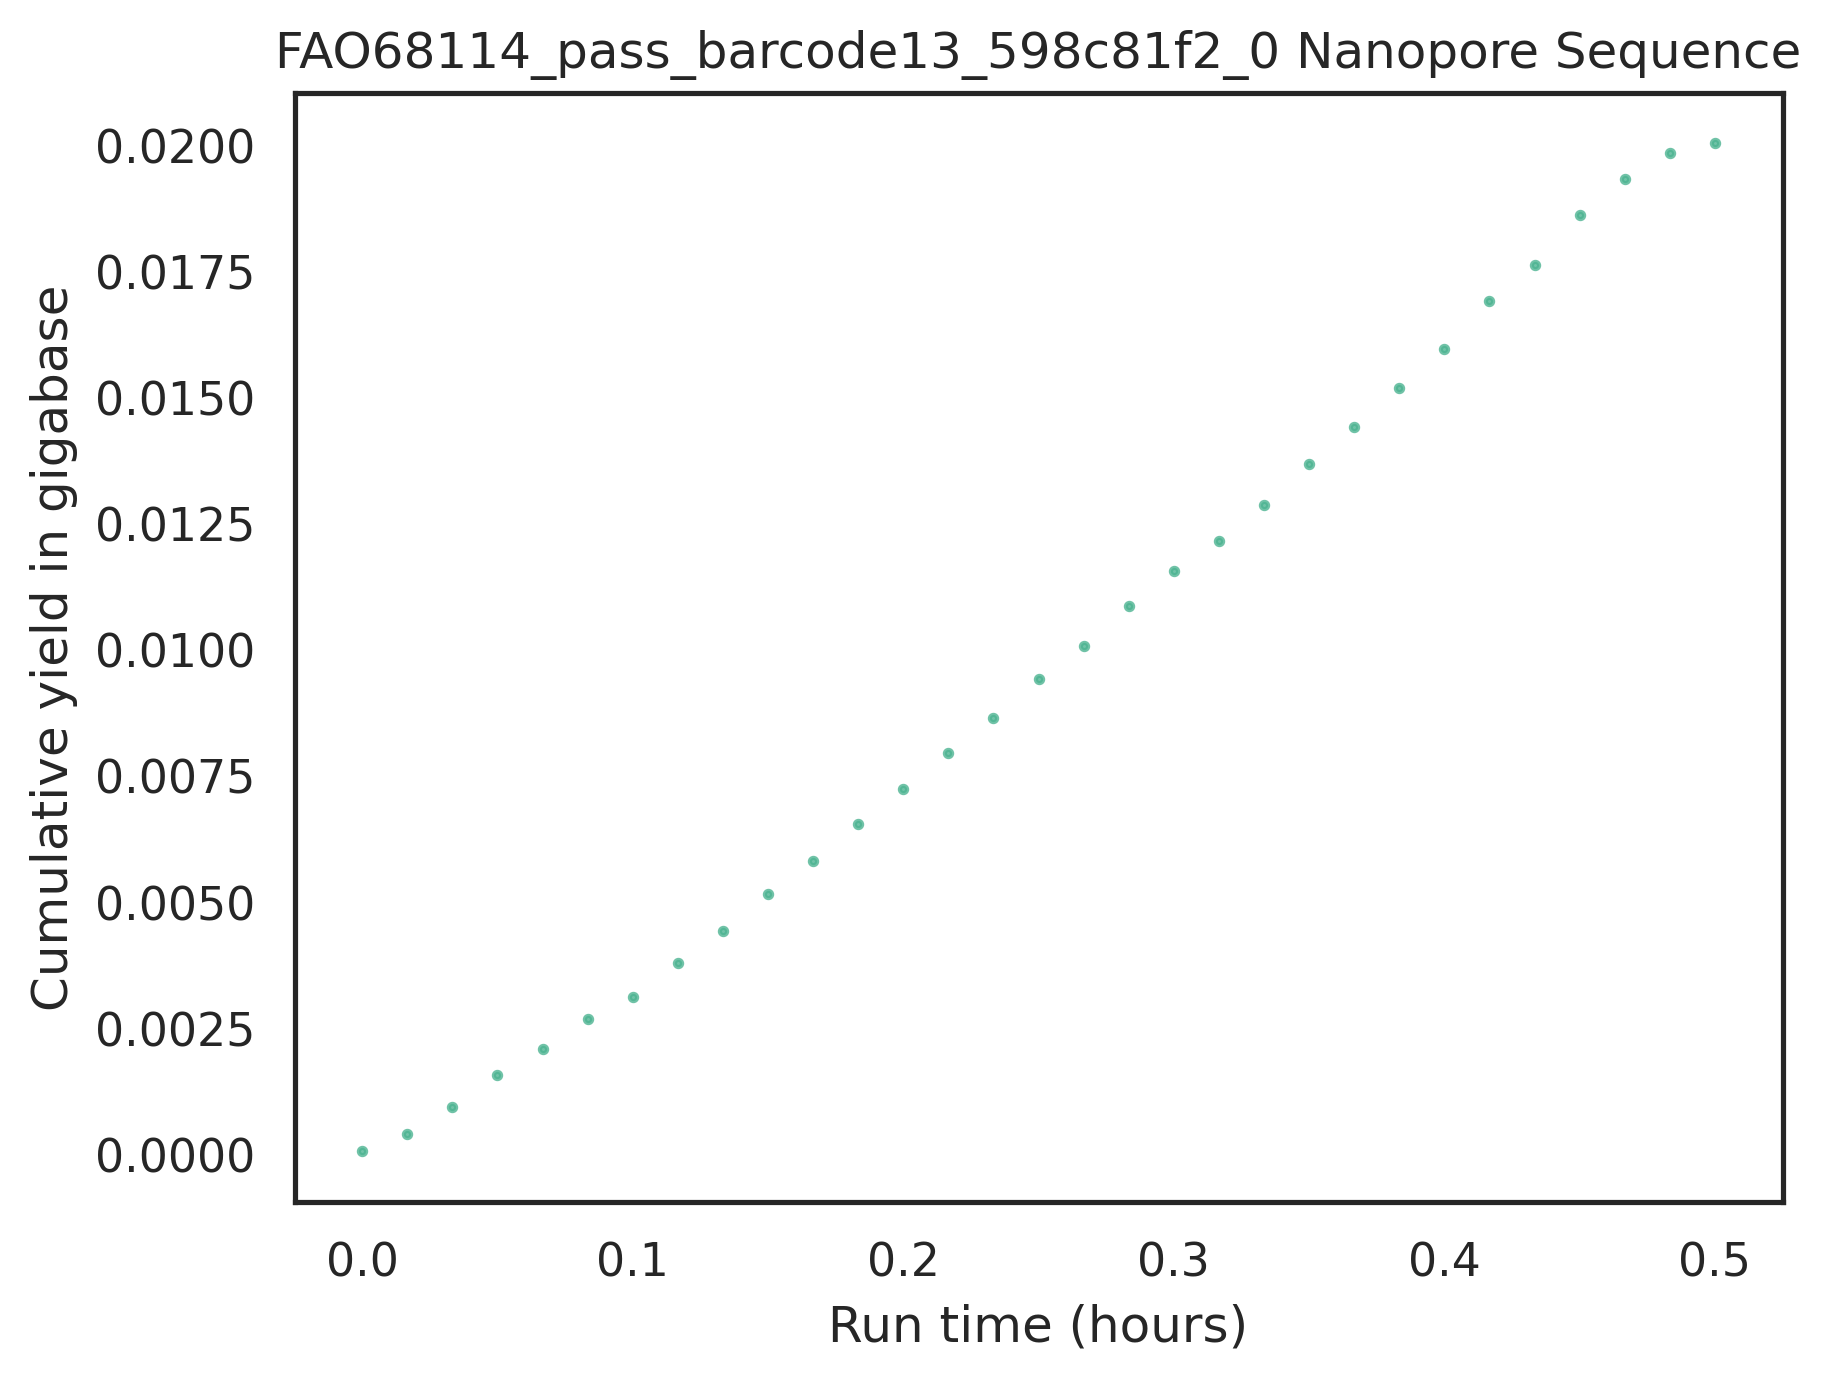 FAO68114_pass_barcode13_598c81f2_0 Nanopore Sequence
0.0200
0.0175
0.0150
0.0125
0.0100
0.0075
0.0050
0.0025
0.0000
Cumulative yield in gigabase
0.0 0.1 0.2 0.3 0.4 0.5
Run time (hours)